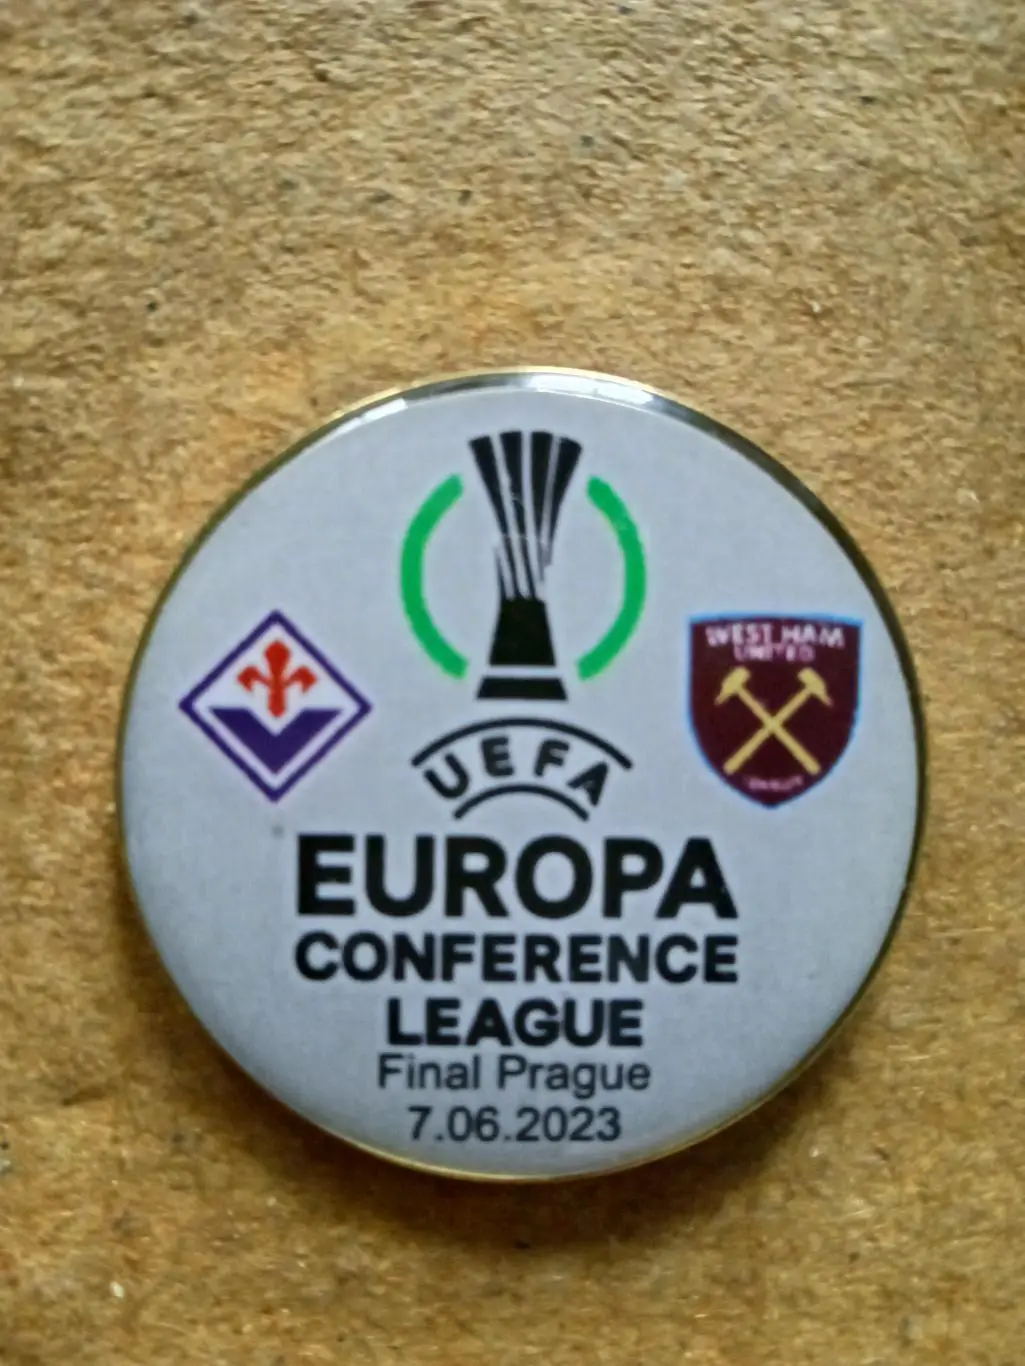 WEST HAM
UNITED
UEFA
EUROPA
CONFERENCE
LEAGUE
Final Prague
7.06.2023